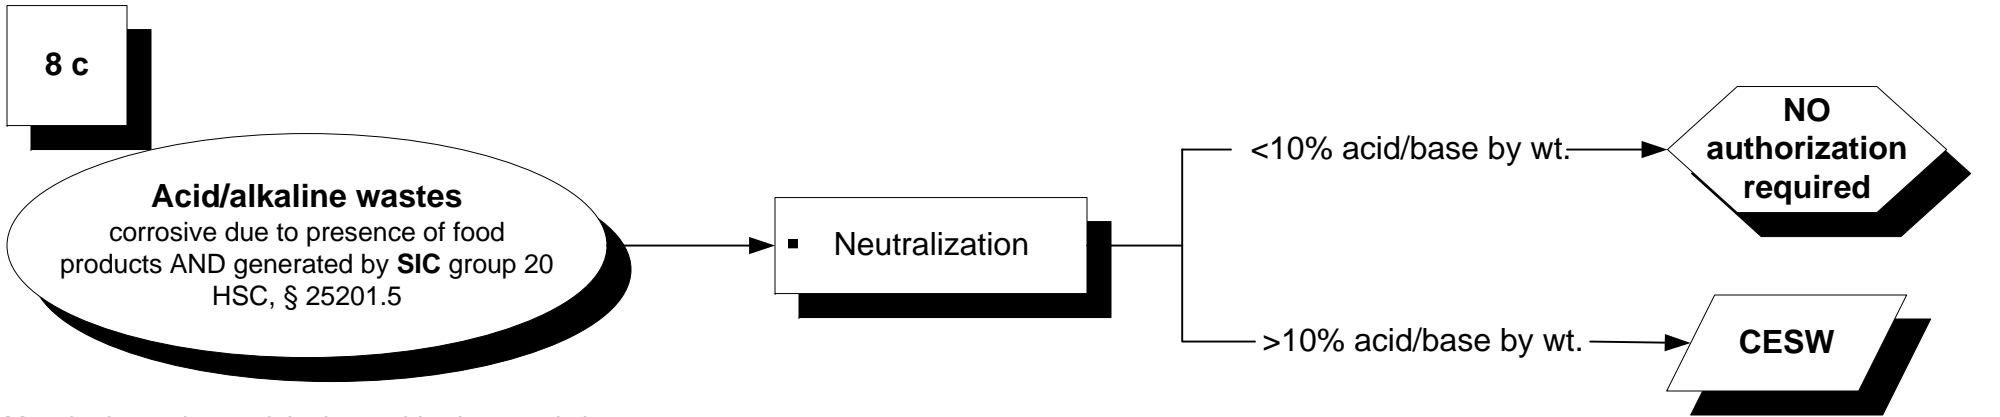 8 c
Acid/alkaline wastes
corrosive due to presence of food
products AND generated by SIC group 20
HSC, § 25201.5
▪ Neutralization
<10% acid/base by wt.
NO
authorization
required
>10% acid/base by wt.
CESW